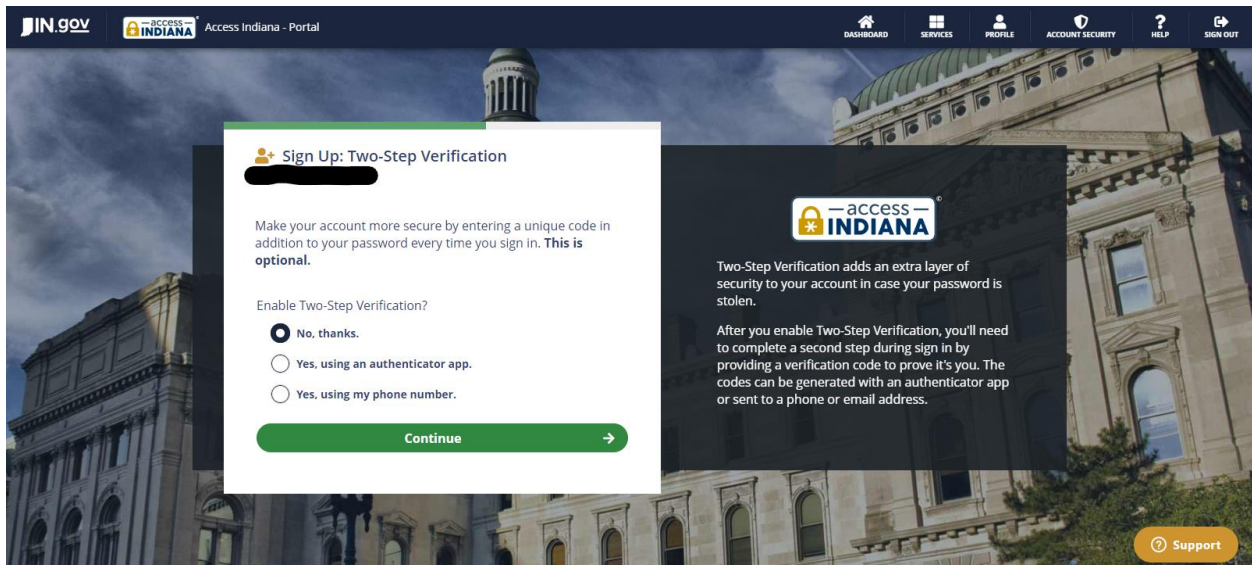 IN.gov
access INDIANA
Access Indiana - Portal
DASHBOARD
SERVICES
PROFILE
ACCOUNT SECURITY
HELP
SIGN OUT
Sign Up: Two-Step Verification
Make your account more secure by entering a unique code in
addition to your password every time you sign in. This is
optional.
Enable Two-Step Verification?
No, thanks.
Yes, using an authenticator app.
Yes, using my phone number.
Continue
access
INDIANA
Two-Step Verification adds an extra layer of
security to your account in case your password is
stolen.
After you enable Two-Step Verification, you'll need
to complete a second step during sign in by
providing a verification code to prove it's you. The
codes can be generated with an authenticator app
or sent to a phone or email address.
Support